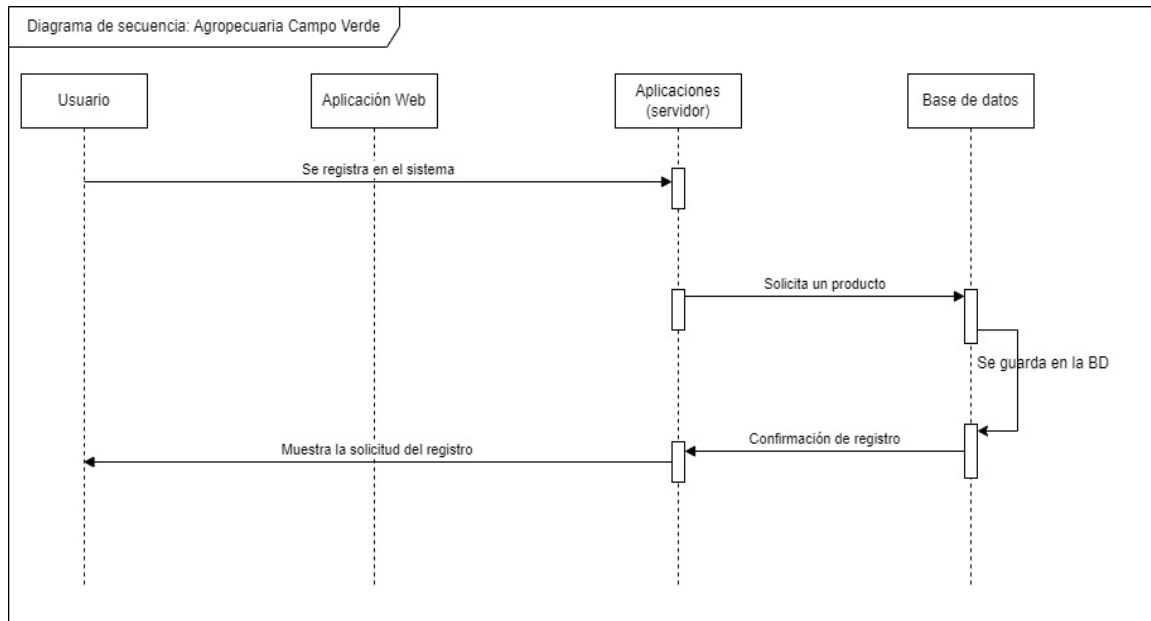 Diagrama de secuencia: Agropecuaria Campo Verde
Usuario
Aplicación Web
Aplicaciones
(servidor)
Base de datos
Se registra en el sistema
Solicita un producto
Se guarda en la BD
Confirmación de registro
Muestra la solicitud del registro